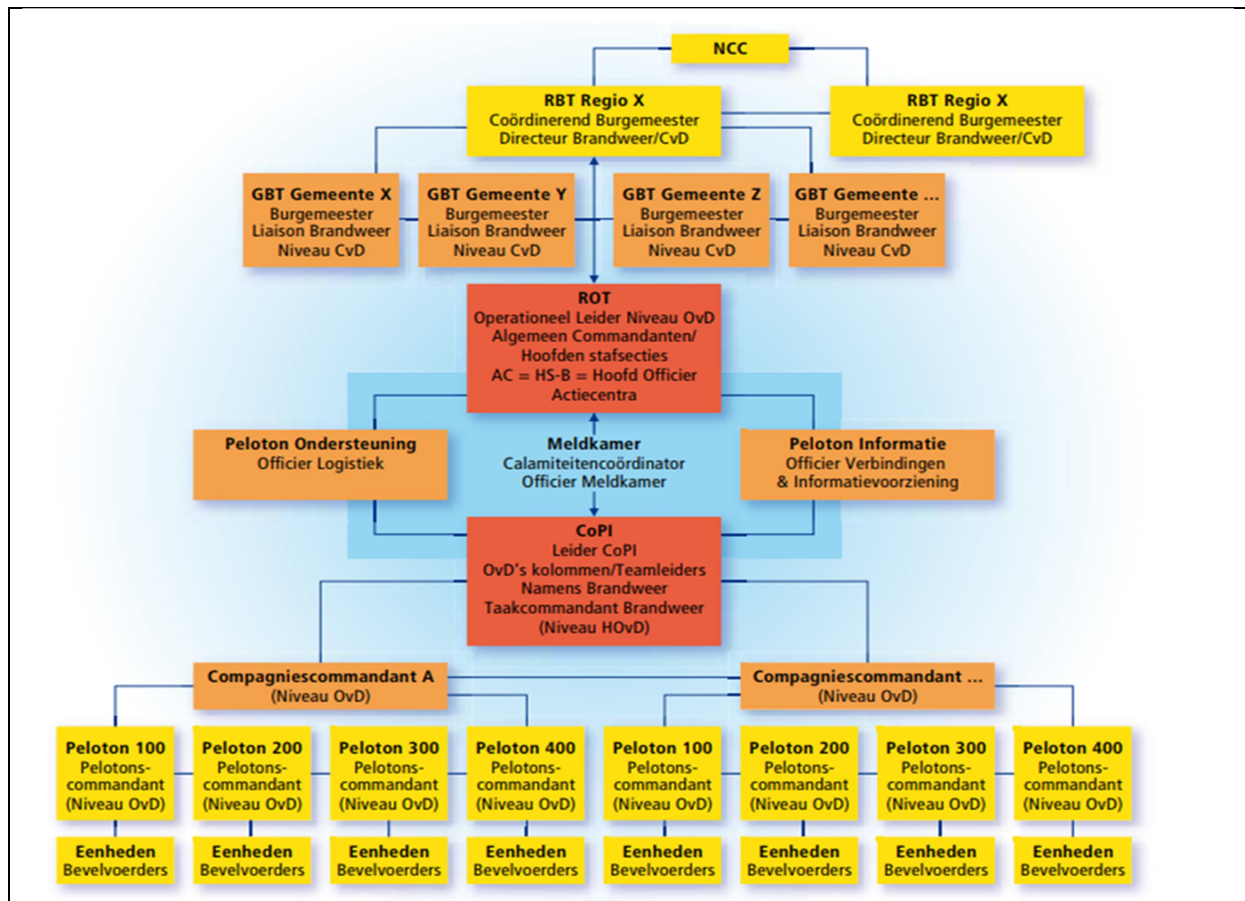 NCC
RBT Regio X
Coördinerend Burgemeester
Directeur Brandweer/CvD
RBT Regio X
Coördinerend Burgemeester
Directeur Brandweer/CvD
GBT Gemeente X
Burgemeester
Liaison Brandweer
Niveau CvD
GBT Gemeente Y
Burgemeester
Liaison Brandweer
Niveau CvD
GBT Gemeente Z
Burgemeester
Liaison Brandweer
Niveau CvD
GBT Gemeente ...
Burgemeester
Liaison Brandweer
Niveau CvD
ROT
Operationeel Leider Niveau OvD
Algemeen Commandanten/
Hoofden stafsecties
AC = HS-B = Hoofd Officier
Actiecentra
Peloton Ondersteuning
Officier Logistiek
Meldkamer
Calamiteitencoördinator
Officier Meldkamer
Peloton Informatie
Officier Verbindingen
& Informatievoorziening
CoPI
Leider CoPI
OvD's kolommen/Teamleiders
Namens Brandweer
Taakcommandant Brandweer
(Niveau HOvD)
Compagniescommandant A
(Niveau OvD)
Compagniescommandant ...
(Niveau OvD)
Peloton 100
Pelotons-
commandant
(Niveau OvD)
Peloton 200
Pelotons-
commandant
(Niveau OvD)
Peloton 300
Pelotons-
commandant
(Niveau OvD)
Peloton 400
Pelotons-
commandant
(Niveau OvD)
Peloton 100
Pelotons-
commandant
(Niveau OvD)
Peloton 200
Pelotons-
commandant
(Niveau OvD)
Peloton 300
Pelotons-
commandant
(Niveau OvD)
Peloton 400
Pelotons-
commandant
(Niveau OvD)
Eenheden
Bevelvoerders
Eenheden
Bevelvoerders
Eenheden
Bevelvoerders
Eenheden
Bevelvoerders
Eenheden
Bevelvoerders
Eenheden
Bevelvoerders
Eenheden
Bevelvoerders
Eenheden
Bevelvoerders